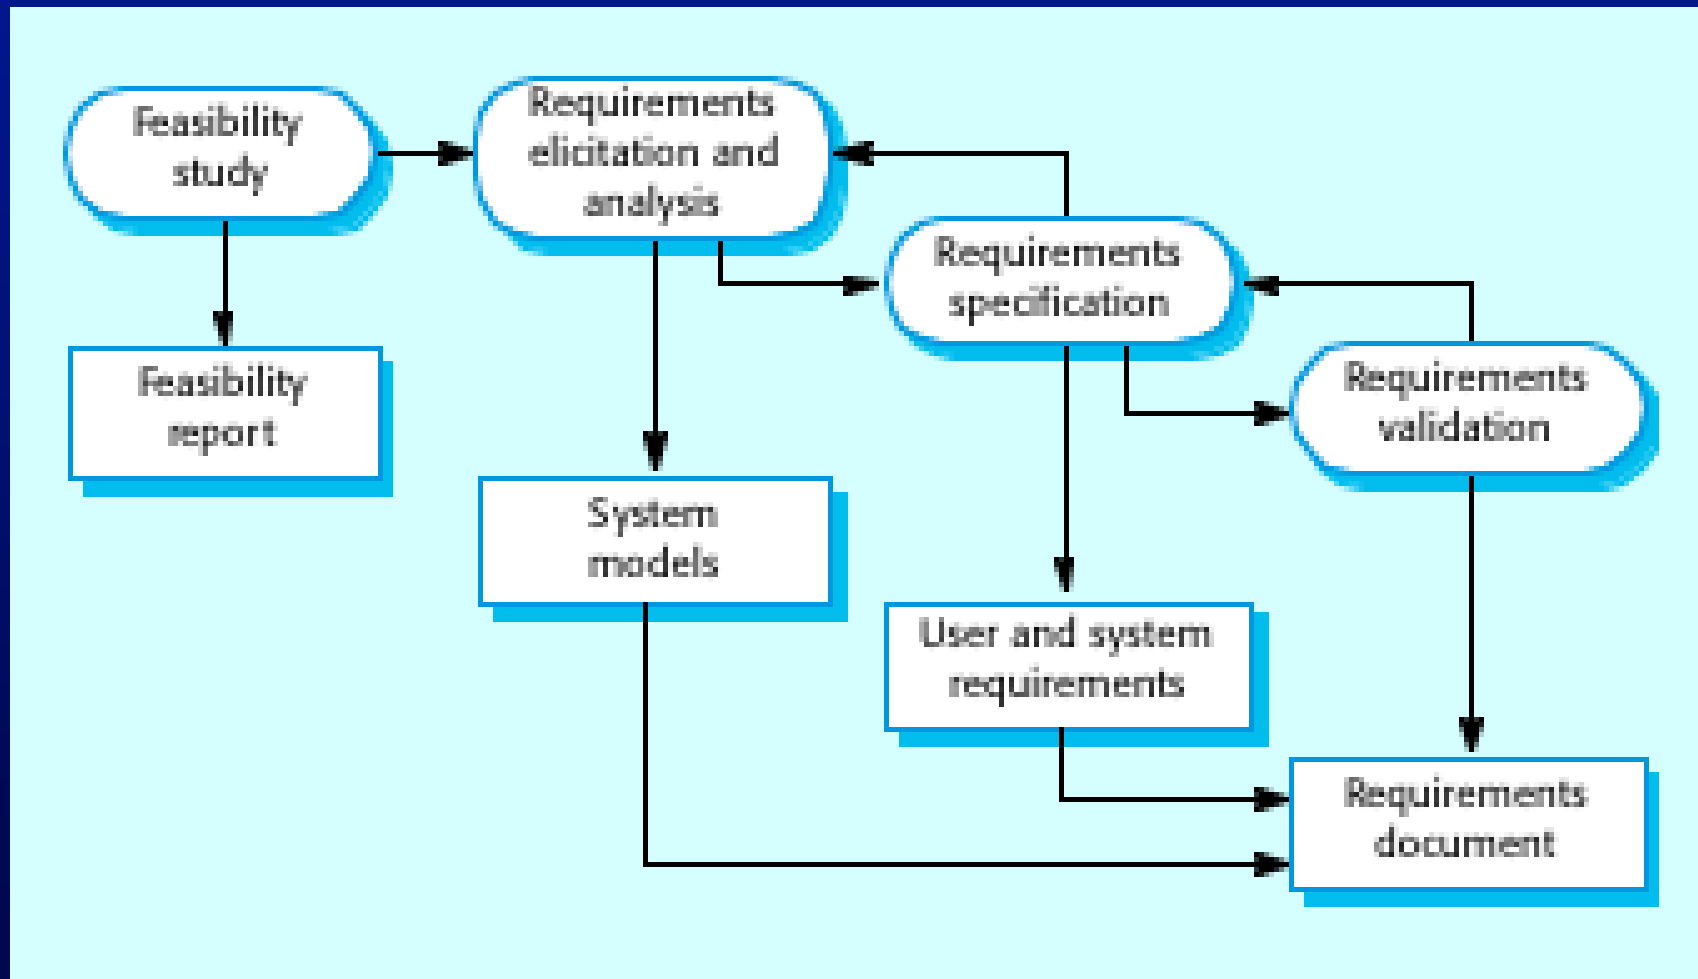 Feasibility
study
Requirements
elicitation and
analysis
Requirements
specification
Requirements
validation
Feasibility
report
System
models
User and system
requirements
Requirements
document